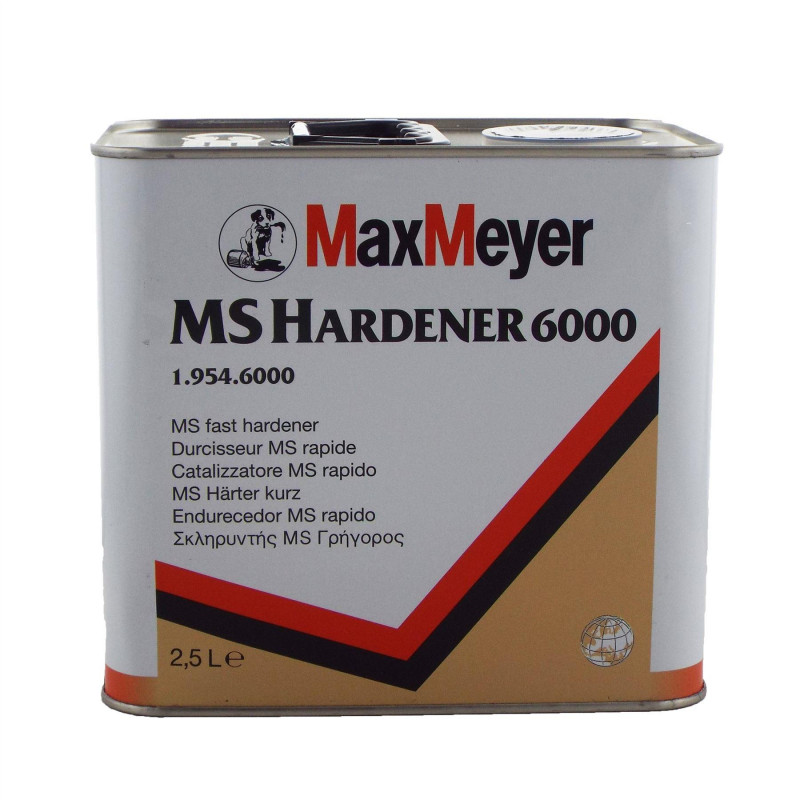 MaxMeyer
MS HARDENER 6000
1.954.6000
MS fast hardener
Durcisseur MS rapide
Catalizzatore MS rapido
MS Härter kurz
Endurecedor MS rapido
Σκληρυντής MS Γρήγορος
2,5 L ℮